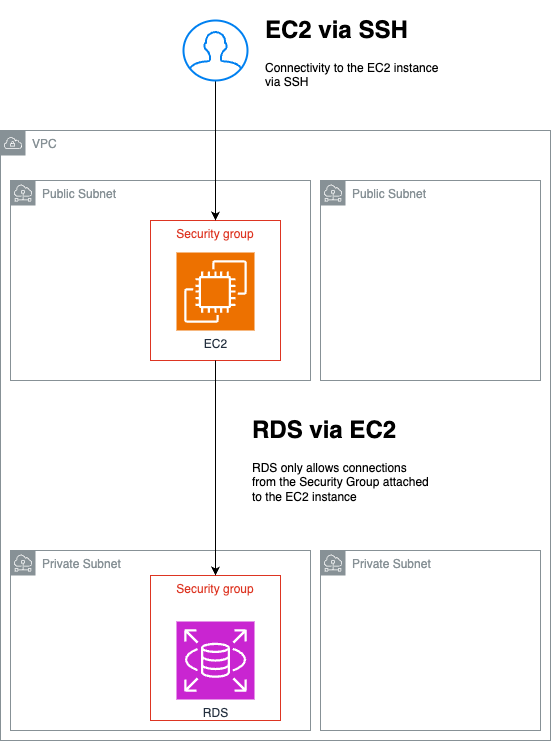 EC2 via SSH
Connectivity to the EC2 instance
via SSH
VPC
Public Subnet
Public Subnet
Security group
EC2
RDS via EC2
RDS only allows connections
from the Security Group attached
to the EC2 instance
Private Subnet
Private Subnet
Security group
RDS